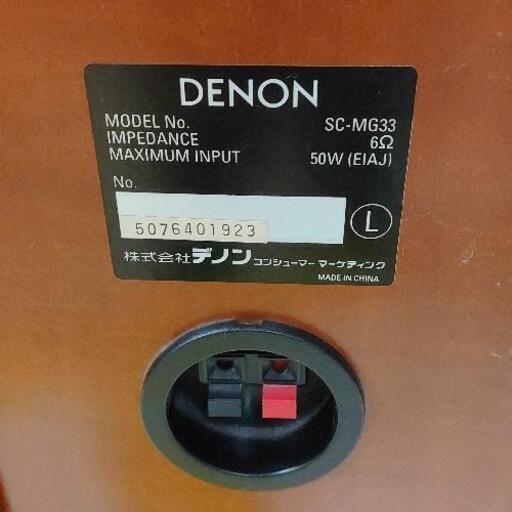 DENON
MODEL No. SC-MG33
IMPEDANCE 6Ω
MAXIMUM INPUT 50W (EIAJ)
No.
5076401923
L
株式会社デノン コンシューマー マーケティング
MADE IN CHINA